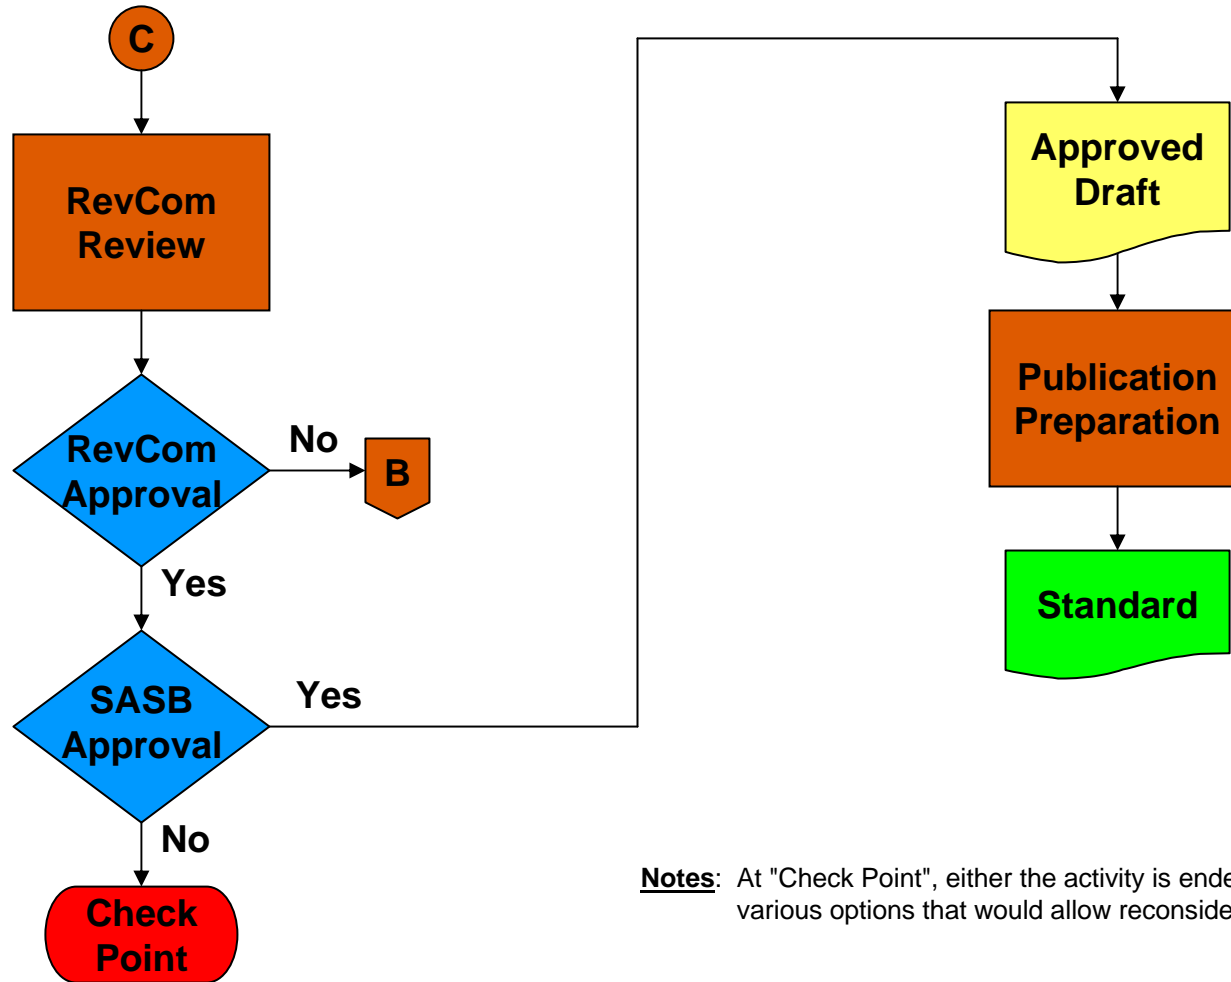 C
RevCom
Review
RevCom
Approval
No
B
Yes
SASB
Approval
Yes
No
Check
Point
Approved
Draft
Publication
Preparation
Standard
Notes: At "Check Point", either the activity is ende
various options that would allow reconside